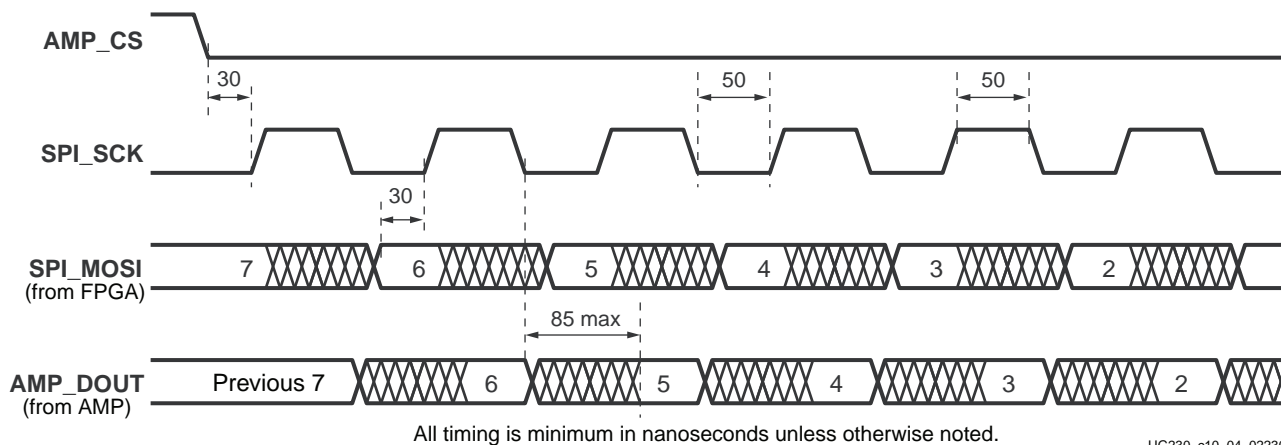 AMP_CS
30
50
50
SPI_SCK
30
SPI_MOSI
(from FPGA)
7 6 5 4 3 2
85 max
AMP_DOUT
(from AMP)
Previous 7 6 5 4 3 2
All timing is minimum in nanoseconds unless otherwise noted.